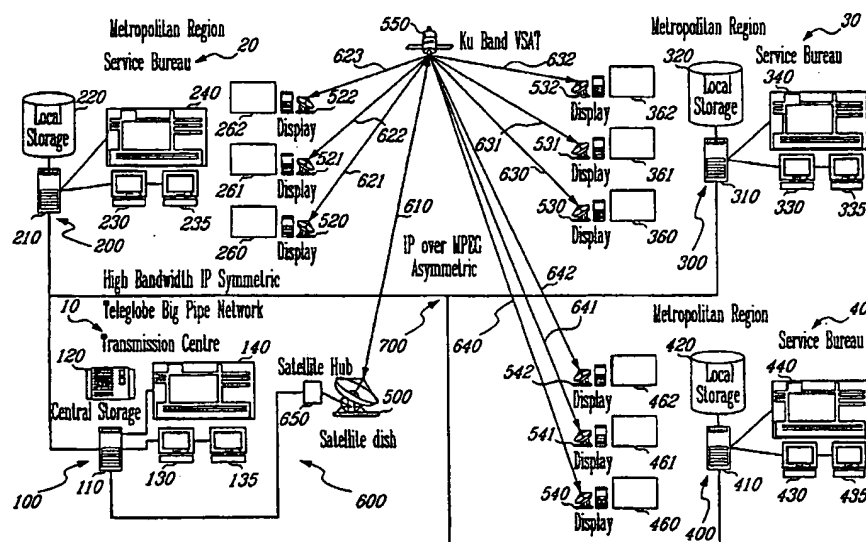 550
Ku Band VSAT
Metropolitan Region
Service Bureau
20
623
632
Metropolitan Region
Service Bureau
30
220
Local
Storage
240
262
522
Display
622
532
Display
362
320
Local
Storage
340
261
521
Display
621
631
630
531
Display
361
230
235
210
200
260
520
Display
610
530
Display
360
300
310
330
335
IP over MPEG
Asymmetric
642
High Bandwidth IP Symmetric
Teleglobe Big Pipe Network
10
Transmission Centre
700
640
641
Metropolitan Region
Service Bureau
40
120
Central Storage
140
Satellite Hub
650
500
Satellite dish
542
Display
462
420
Local
Storage
440
541
Display
461
100
110
130
135
600
540
Display
460
400
410
430
435